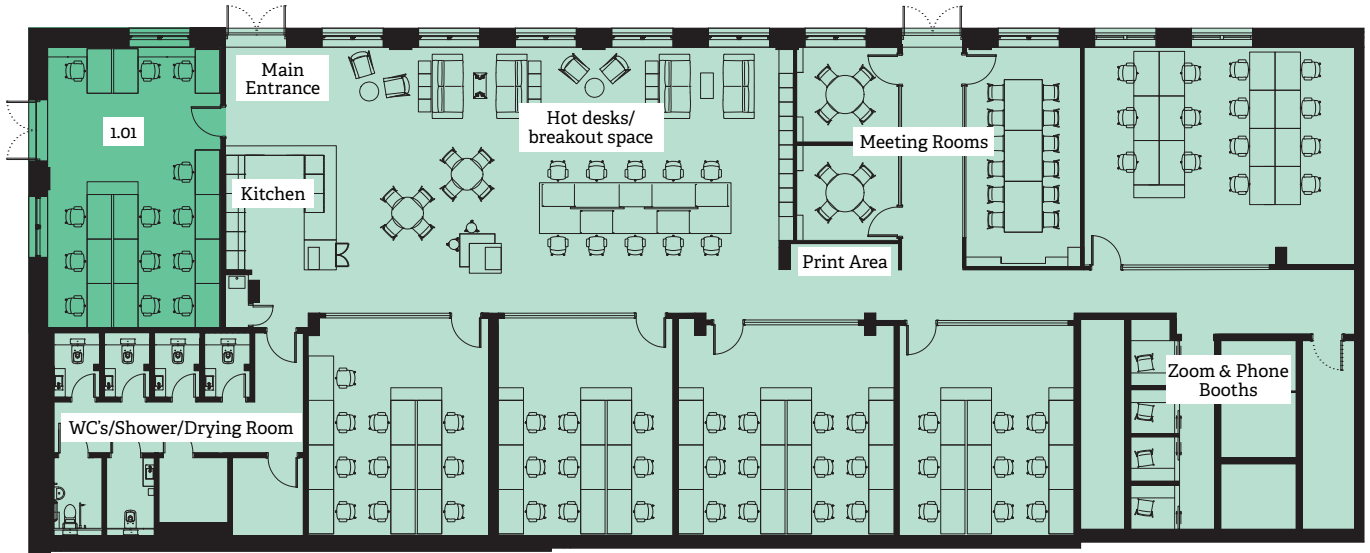 Main
Entrance
1.01
Hot desks/
breakout space
Meeting Rooms
Kitchen
Print Area
Zoom & Phone
Booths
WC's/Shower/Drying Room